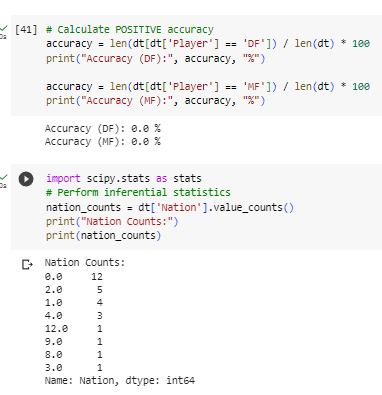 [41] # Calculate POSITIVE accuracy
accuracy = len(dt[dt['Player'] == 'DF']) / len(dt) * 100
print("Accuracy (DF):", accuracy, "%")
accuracy = len(dt[dt['Player'] == 'MF']) / len(dt) * 100
print("Accuracy (MF):", accuracy, "%")
Accuracy (DF): 0.0 %
Accuracy (MF): 0.0 %
import scipy.stats as stats
# Perform inferential statistics
nation_counts = dt['Nation'].value_counts()
print("Nation Counts:")
print(nation_counts)
Nation Counts:
0.0 12
2.0 5
1.0 4
4.0 3
12.0 1
9.0 1
8.0 1
3.0 1
Name: Nation, dtype: int64